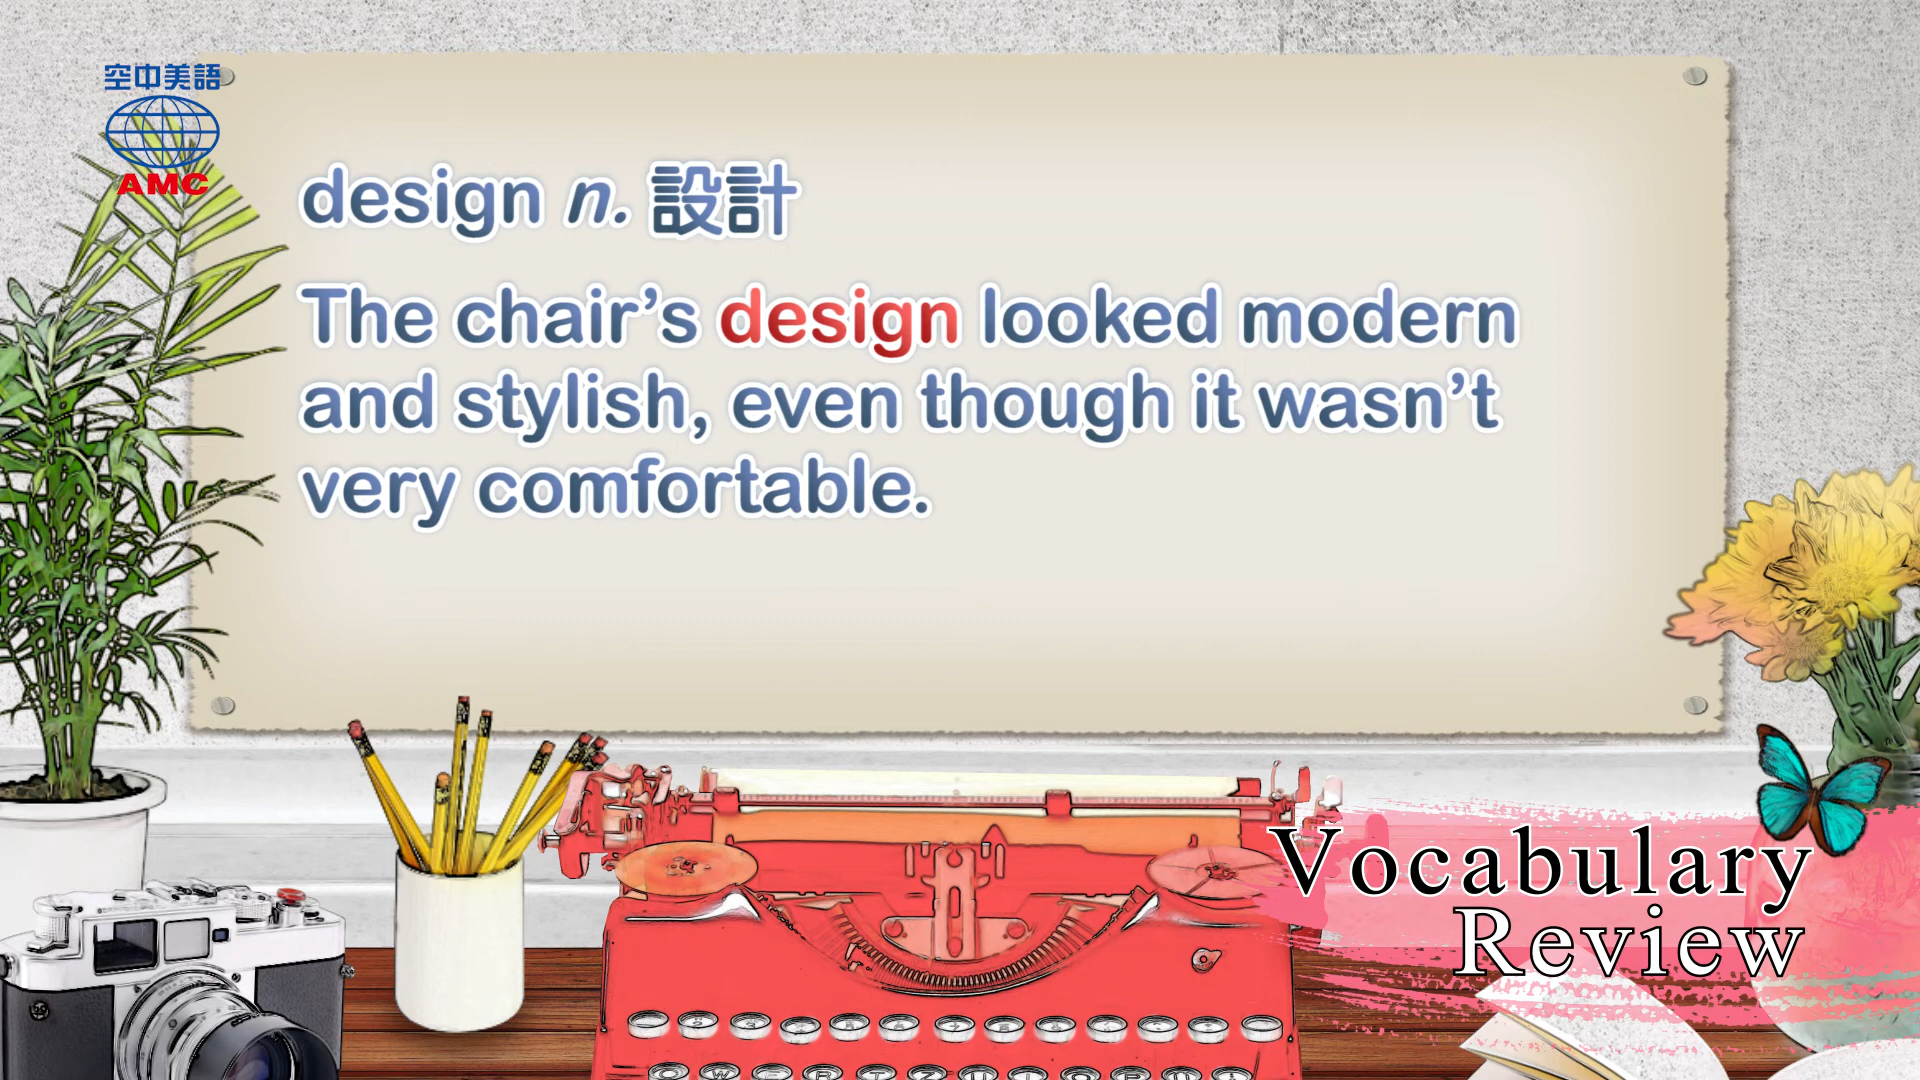 空中美語
AMC
design n. 設計
The chair’s design looked modern
and stylish, even though it wasn’t
very comfortable.
Vocabulary
Review